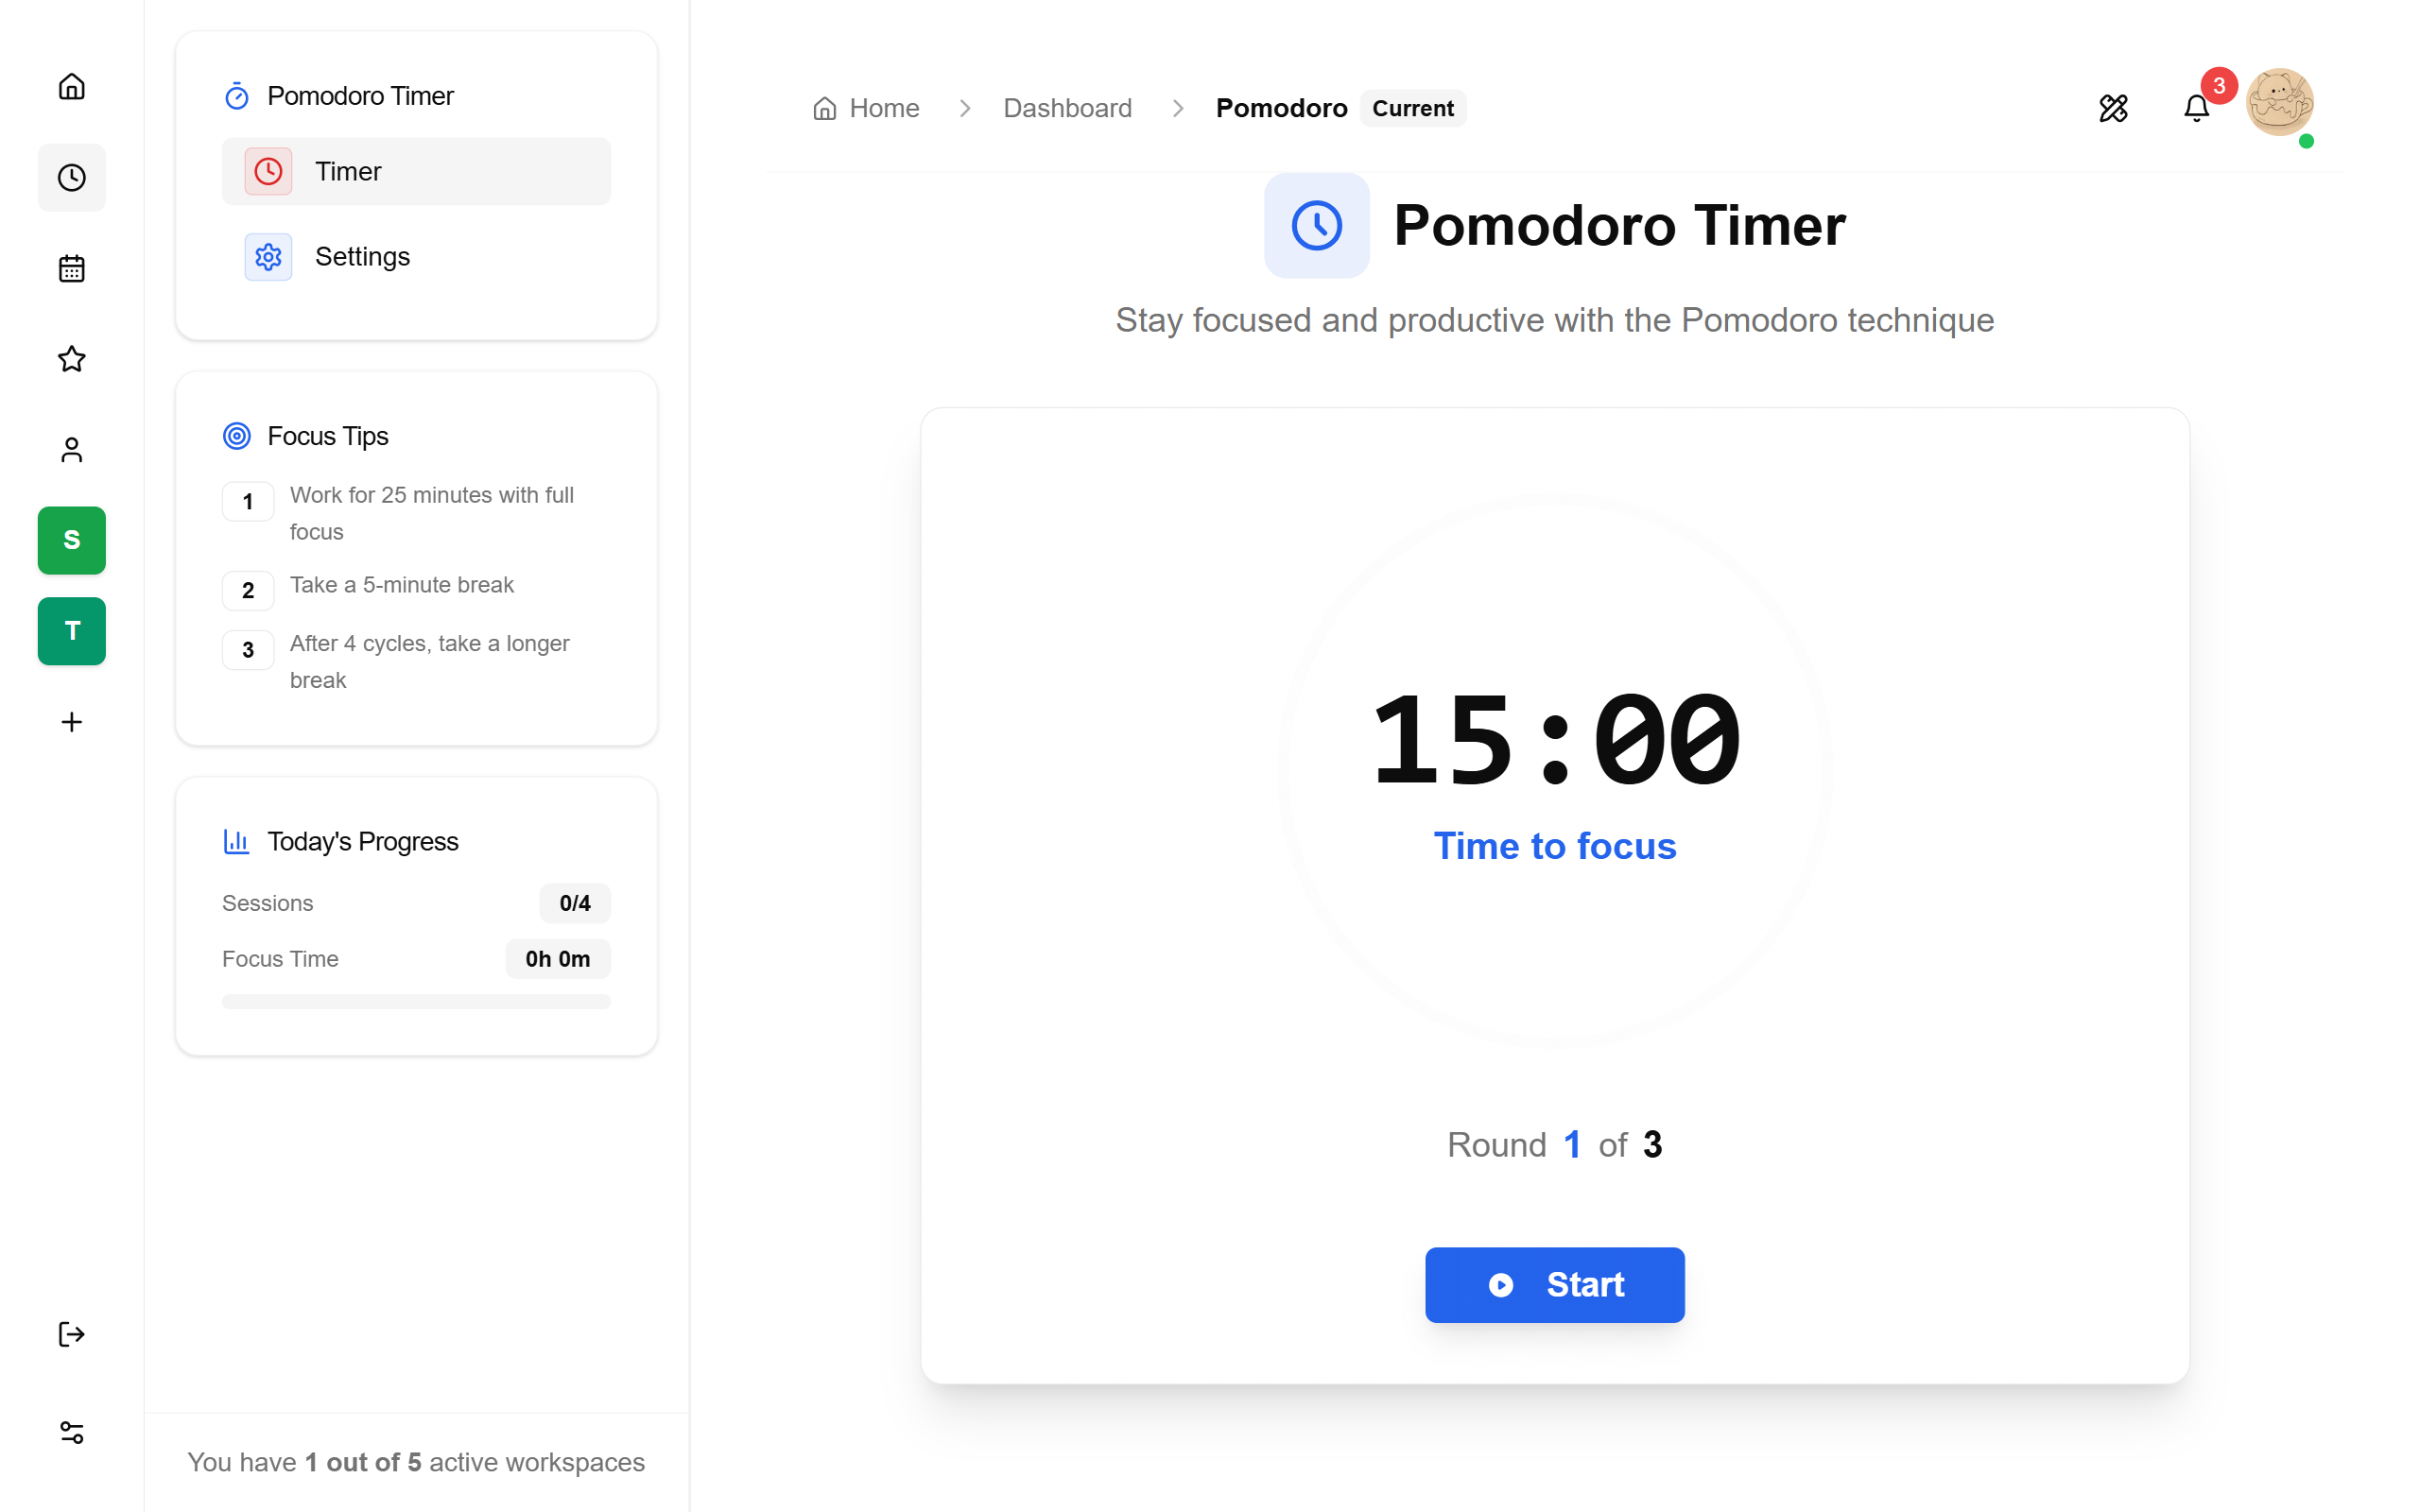 Pomodoro Timer
Timer
Settings
Focus Tips
1 Work for 25 minutes with full
focus
2 Take a 5-minute break
3 After 4 cycles, take a longer
break
Today's Progress
Sessions 0/4
Focus Time 0h 0m
S
T
You have 1 out of 5 active workspaces
Home Dashboard Pomodoro Current
3
Pomodoro Timer
Stay focused and productive with the Pomodoro technique
15:00
Time to focus
Round 1 of 3
Start